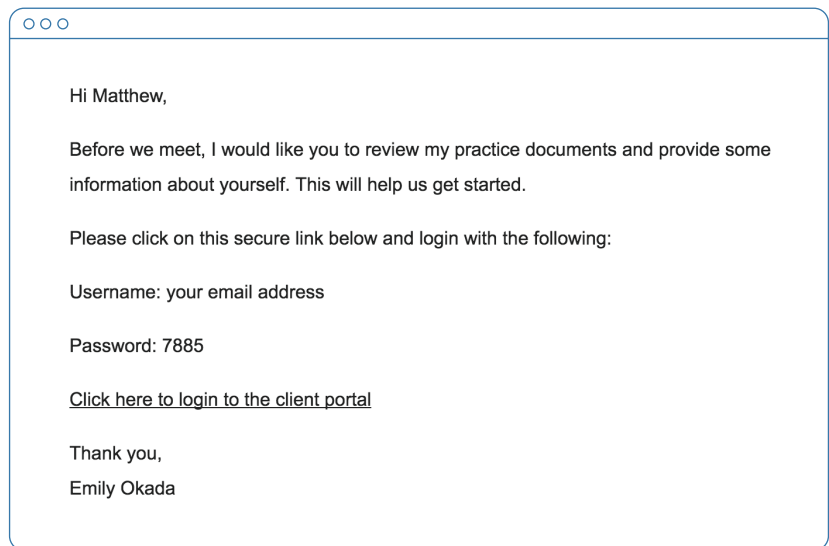 Hi Matthew,
Before we meet, I would like you to review my practice documents and provide some
information about yourself. This will help us get started.
Please click on this secure link below and login with the following:
Username: your email address
Password: 7885
Click here to login to the client portal
Thank you,
Emily Okada